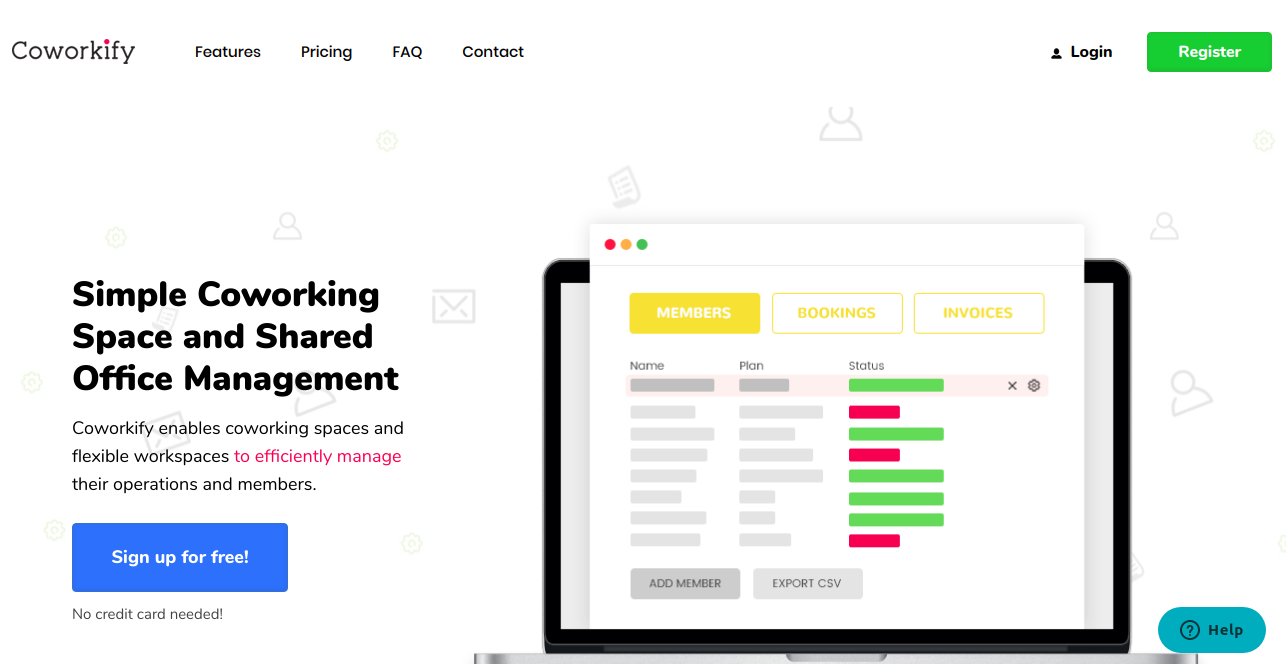 Coworkify
Features
Pricing
FAQ
Contact
Login
Register
Simple Coworking
Space and Shared
Office Management
Coworkify enables coworking spaces and
flexible workspaces to efficiently manage
their operations and members.
Sign up for free!
No credit card needed!
MEMBERS
BOOKINGS
INVOICES
Name
Plan
Status
ADD MEMBER
EXPORT CSV
Help